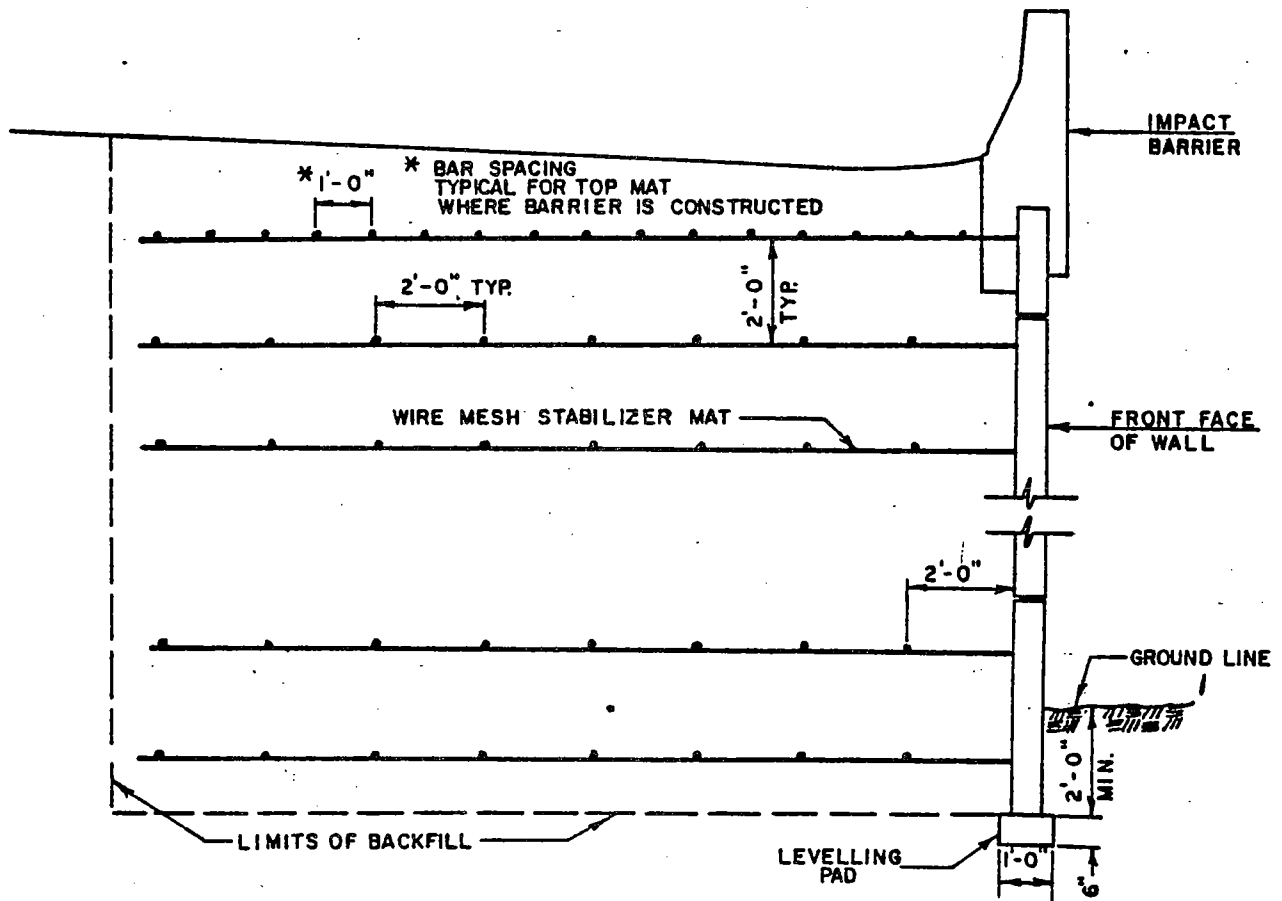 IMPACT
BARRIER
* 1'-0"
* BAR SPACING
TYPICAL FOR TOP MAT
WHERE BARRIER IS CONSTRUCTED
2'-0" TYP.
2'-0"
TYP.
WIRE MESH STABILIZER MAT
FRONT FACE
OF WALL
2'-0"
GROUND LINE
2'-0"
MIN.
LIMITS OF BACKFILL
LEVELLING
PAD
1'-0"
6"